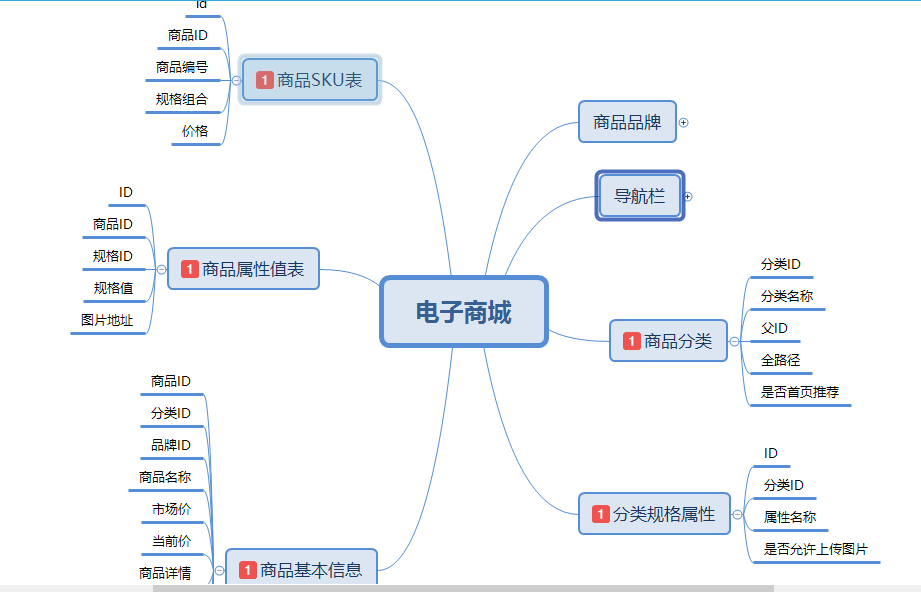 电子商城
商品品牌
导航栏
1 商品分类
分类ID
分类名称
父ID
全路径
是否首页推荐
1 分类规格属性
ID
分类ID
属性名称
是否允许上传图片
1 商品SKU表
Id
商品ID
商品编号
规格组合
价格
1 商品属性值表
ID
商品ID
规格ID
规格值
图片地址
1 商品基本信息
商品ID
分类ID
品牌ID
商品名称
市场价
当前价
商品详情